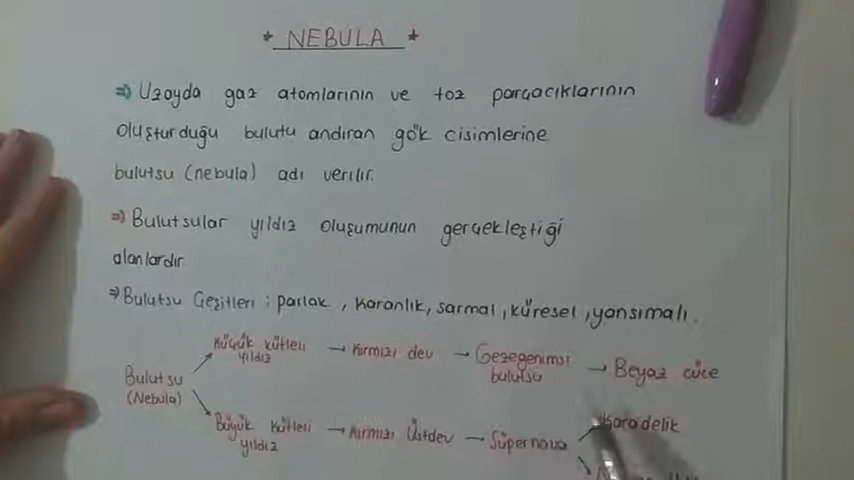 * NEBULA *
⇒ Uzayda gaz atomlarının ve toz parçacıklarının
oluşturduğu bulutu andıran gök cisimlerine
bulutsu (nebula) adı verilir.
⇒ Bulutsular yıldız oluşumunun gerçekleştiği
alanlardır.
⇒ Bulutsu Çeşitleri : parlak, karanlık, sarmal, küresel, yansımalı.
Küçük kütleli
yıldız
→ Kırmızı dev → Gezegenimsi
bulutsu
→ Beyaz cüce
Bulutsu
(Nebula)
Büyük kütleli
yıldız
→ Kırmızı Üstdev → Süpernova
Karadelik